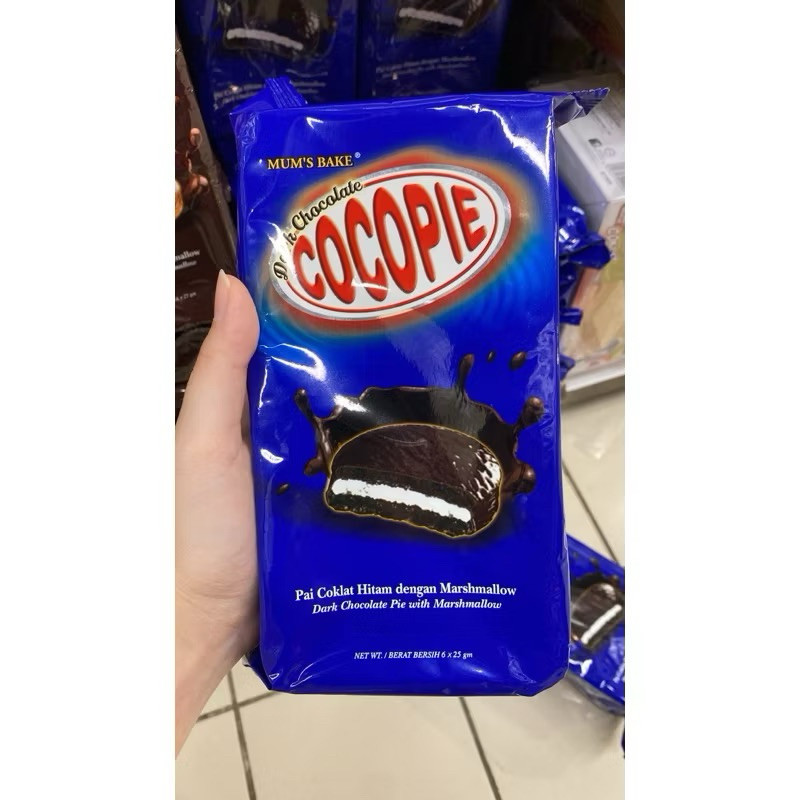 MUM'S BAKE®
Dark Chocolate
COCOPIE
Pai Coklat Hitam dengan Marshmallow
Dark Chocolate Pie with Marshmallow
NET WT. / BERAT BERSIH 6 x 25 gm